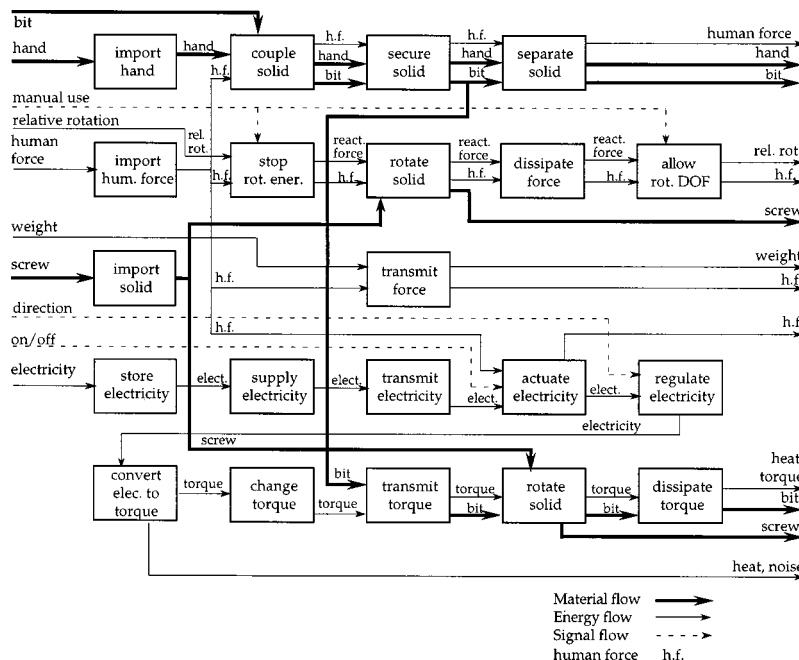 bit
hand
import
hand
hand
couple
solid
h.f.
hand
bit
secure
solid
h.f.
hand
bit
separate
solid
human force
hand
bit
h.f.
manual use
relative rotation
human
force
import
hum. force
rel.
rot.
h.f.
stop
rot. ener.
react.
force
h.f.
rotate
solid
react.
force
h.f.
dissipate
force
react.
force
h.f.
allow
rot. DOF
rel. rot
h.f.
screw
weight
screw
import
solid
h.f.
transmit
force
weight
h.f
direction
on/off
h.f.
h.f
electricity
store
electricity
elect.
supply
electricity
elect.
transmit
electricity
elect.
actuate
electricity
elect.
regulate
electricity
electricity
screw
convert
elec. to
torque
torque
change
torque
torque
bit
transmit
torque
torque
bit
rotate
solid
torque
bit
dissipate
torque
heat
torque
bit
screw
heat, noise
Material flow
Energy flow
Signal flow
human force h.f.